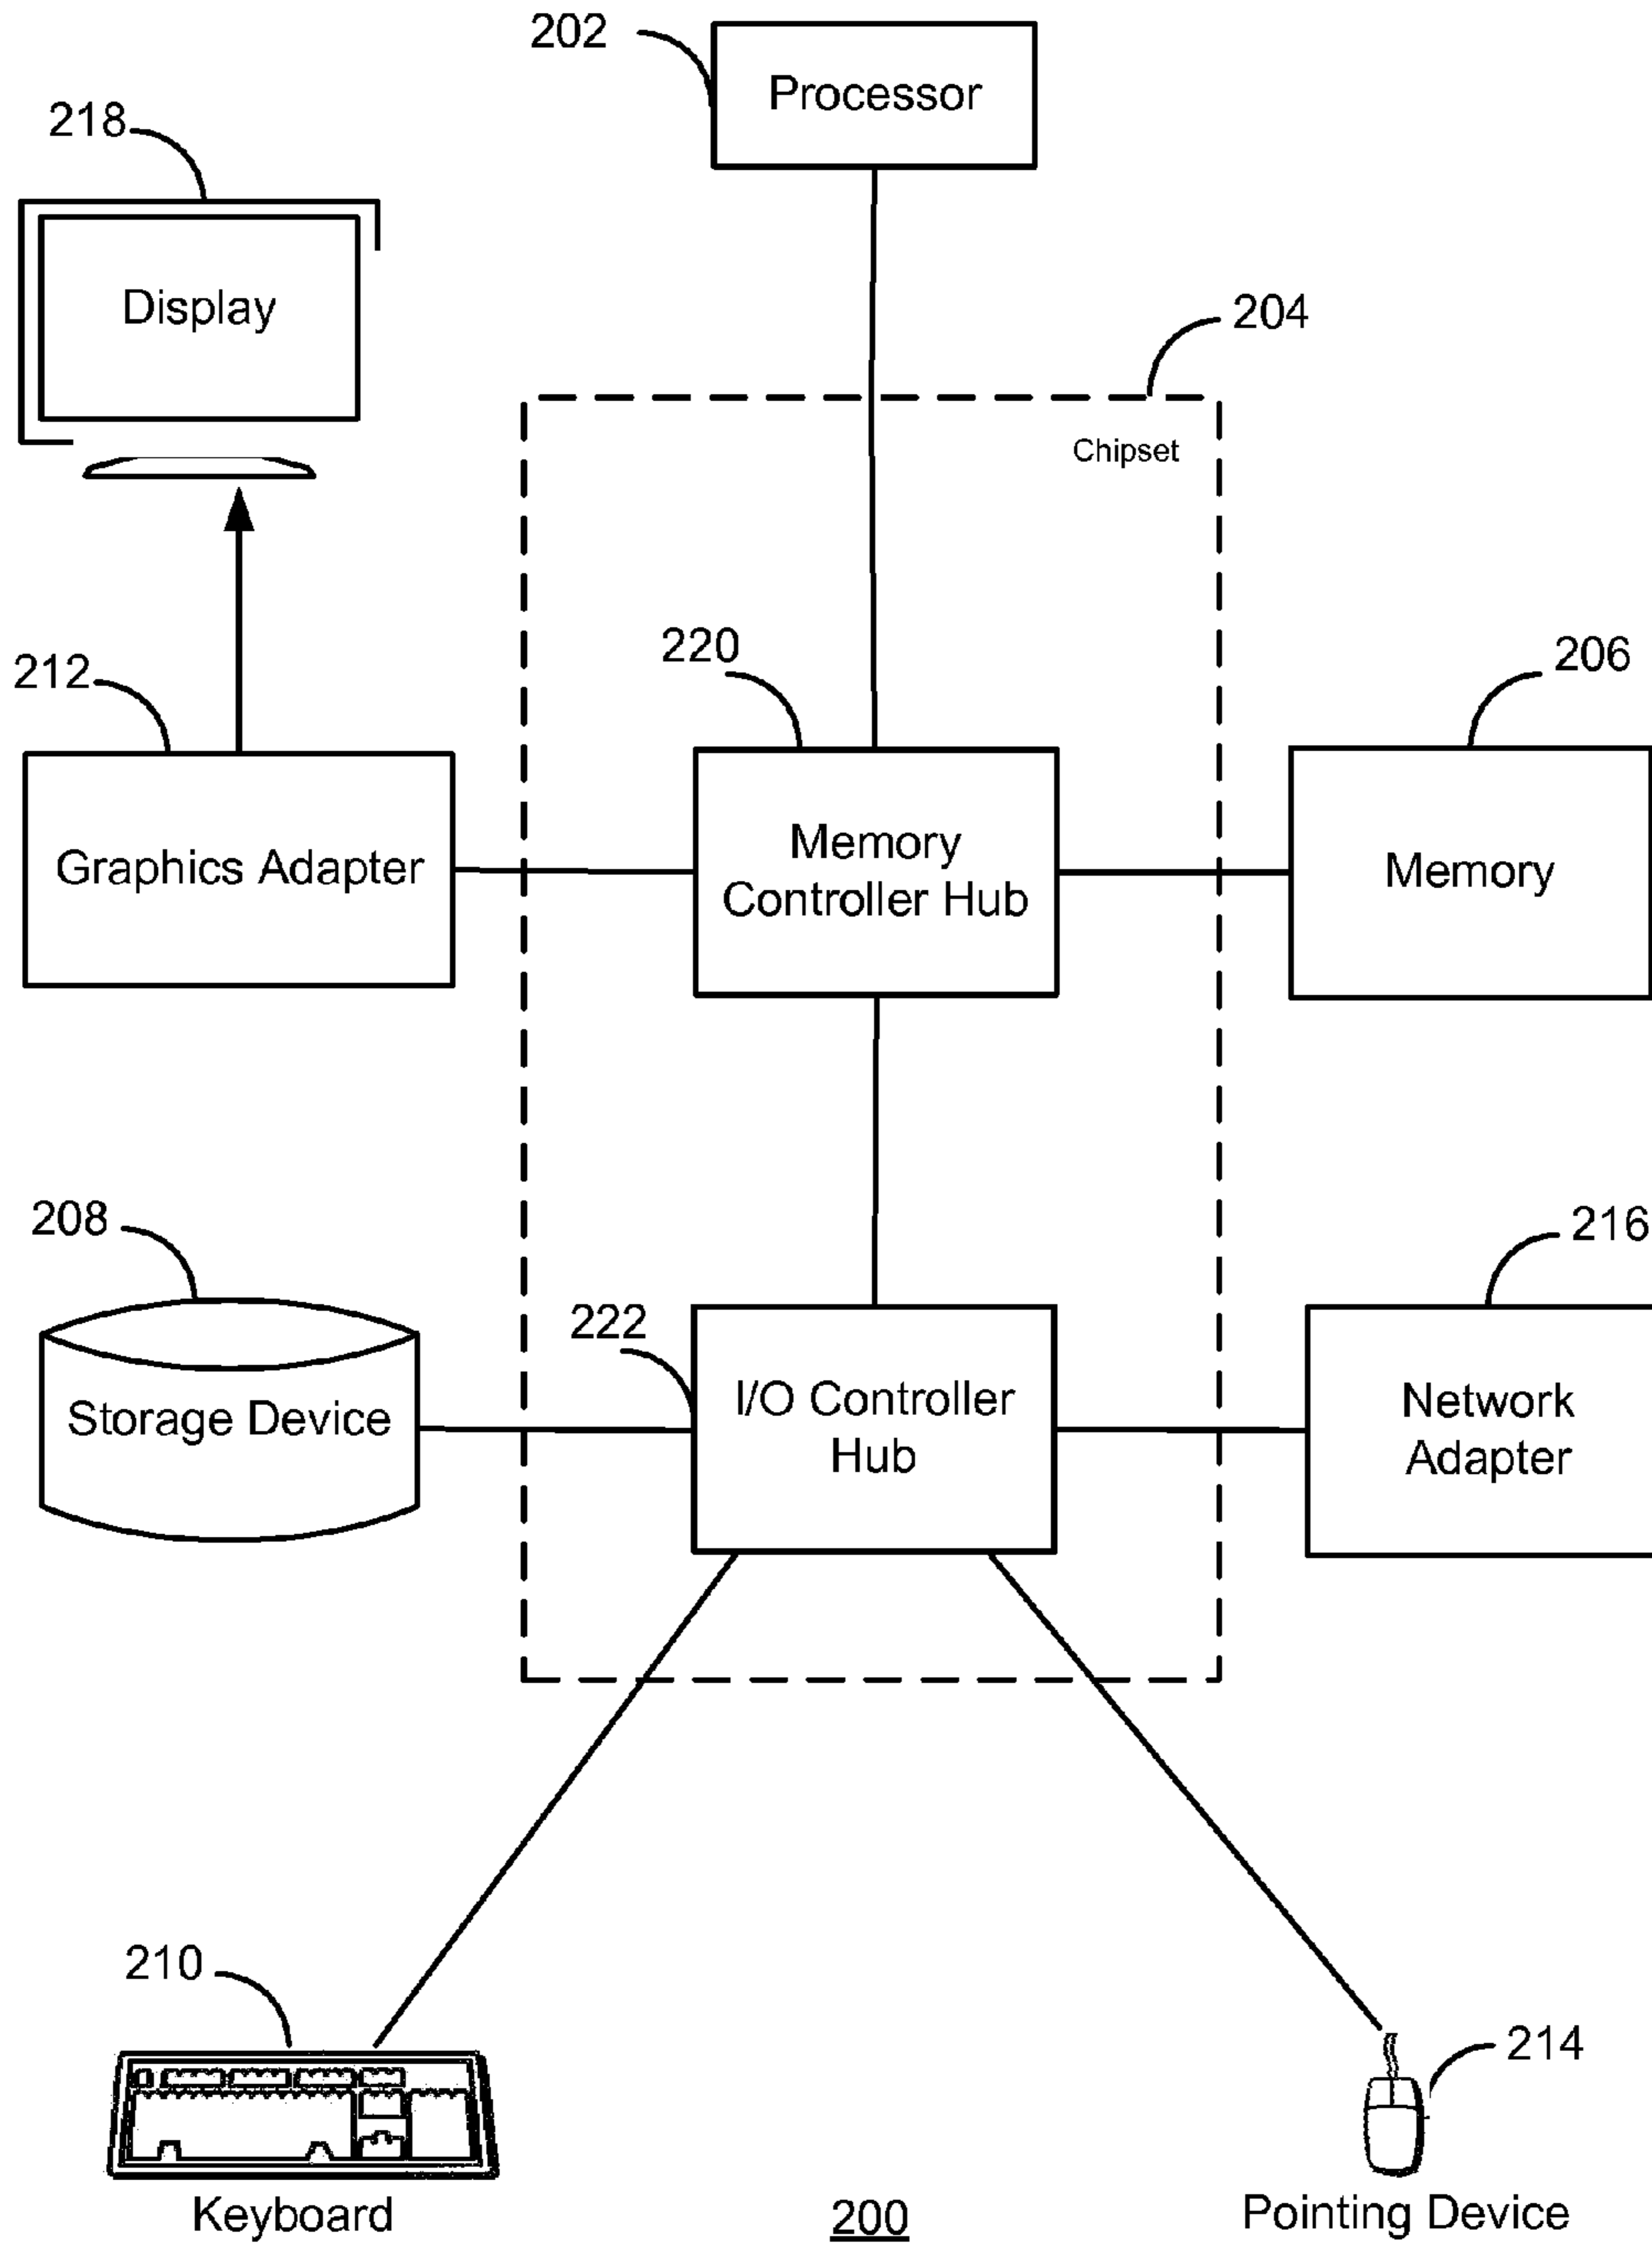 202
Processor
218
Display
204
Chipset
212
220
206
Graphics Adapter
Memory
Controller Hub
Memory
208
222
216
Storage Device
I/O Controller
Hub
Network
Adapter
210
214
Keyboard
200
Pointing Device